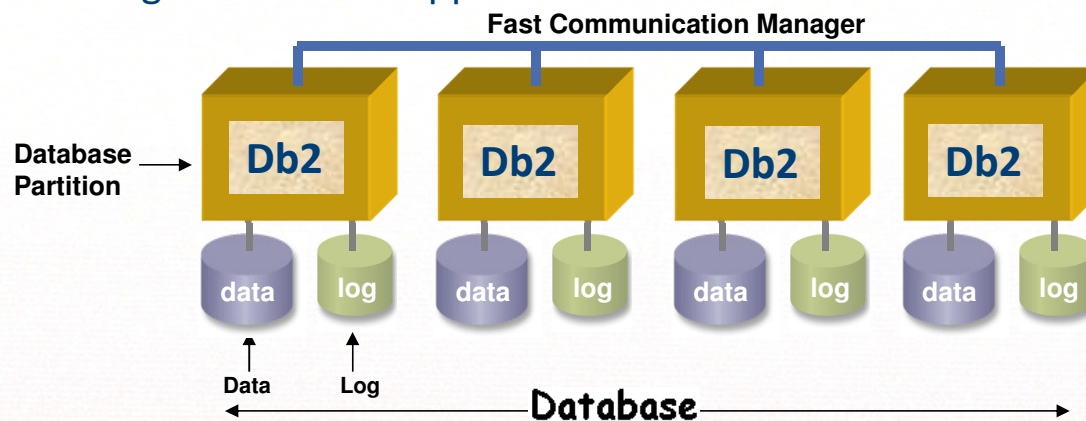 Fast Communication Manager
Database
Partition
Db2
Db2
Db2
Db2
data
log
data
log
data
log
data
log
Data
Log
Database